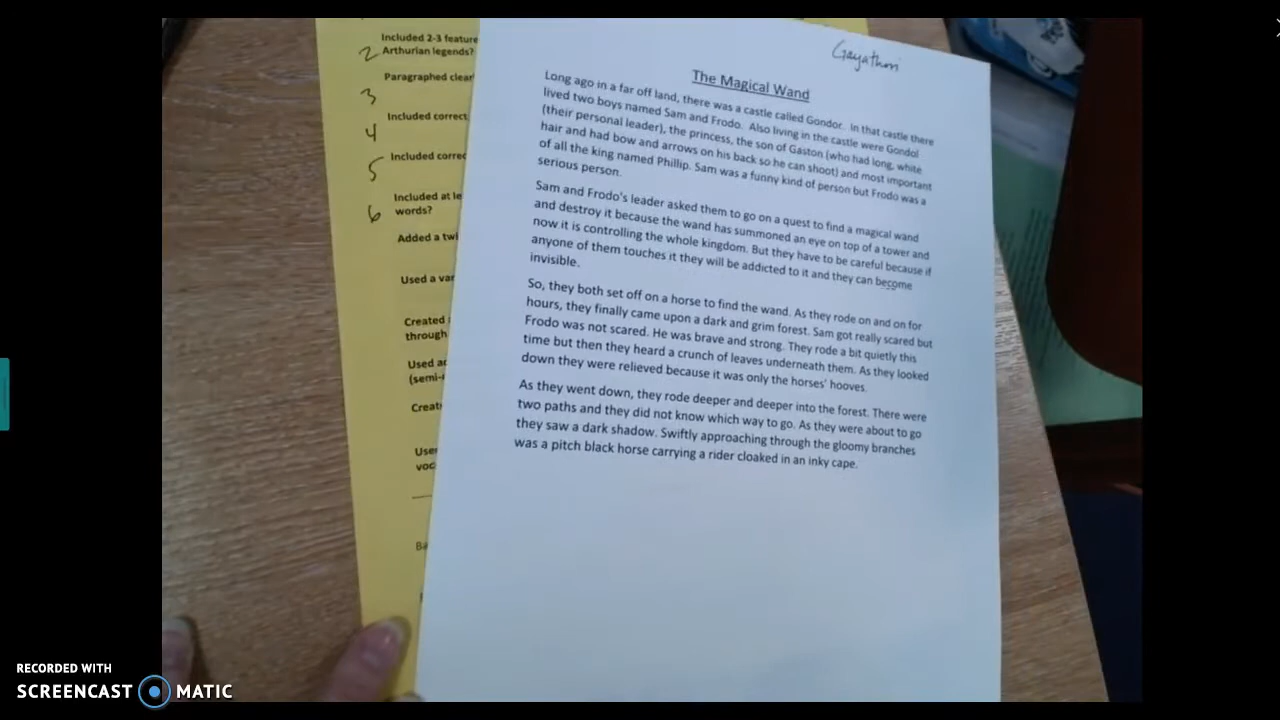 Included 2-3 feature
2 Arthurian legends?
Paragraphed clear
3
Included correct
4
Included correc
5
Included at le
6 words?
Added a twi
Used a var
Created
through
Used ad
(semi-
Creat
User
voc
Gayathri
The Magical Wand
Long ago in a far off land, there was a castle called Gondor. In that castle there
lived two boys named Sam and Frodo. Also living in the castle were Gondol
(their personal leader), the princess, the son of Gaston (who had long, white
hair and had bow and arrows on his back so he can shoot) and most important
of all the king named Phillip. Sam was a funny kind of person but Frodo was a
serious person.
Sam and Frodo's leader asked them to go on a quest to find a magical wand
and destroy it because the wand has summoned an eye on top of a tower and
now it is controlling the whole kingdom. But they have to be careful because if
anyone of them touches it they will be addicted to it and they can become
invisible.
So, they both set off on a horse to find the wand. As they rode on and on for
hours, they finally came upon a dark and grim forest. Sam got really scared but
Frodo was not scared. He was brave and strong. They rode a bit quietly this
time but then they heard a crunch of leaves underneath them. As they looked
down they were relieved because it was only the horses' hooves.
As they went down, they rode deeper and deeper into the forest. There were
two paths and they did not know which way to go. As they were about to go
they saw a dark shadow. Swiftly approaching through the gloomy branches
was a pitch black horse carrying a rider cloaked in an inky cape.
RECORDED WITH
SCREENCAST MATIC